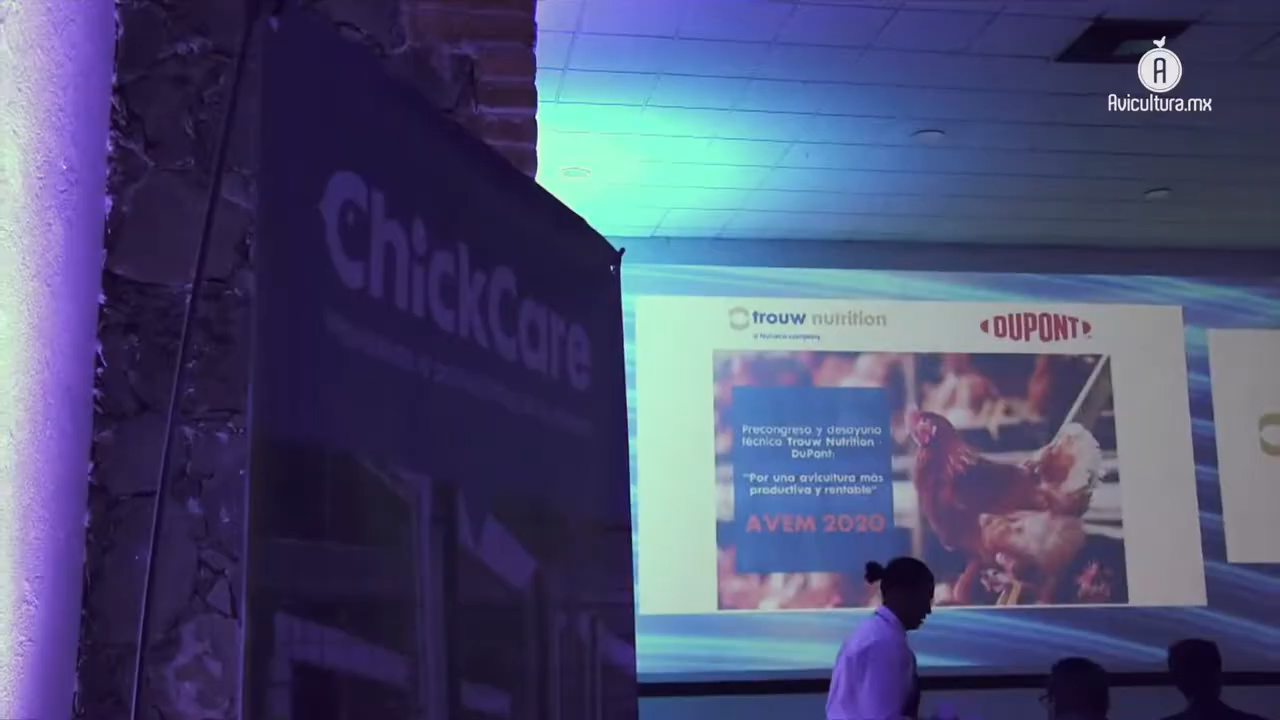 Avicultura.mx
ChickCare
trouw nutrition
a nutreco company
DUPONT
Precongreso y desayuno
técnico Trouw Nutrition -
DuPont:
"Por una avicultura más
productiva y rentable"
AVEM 2020